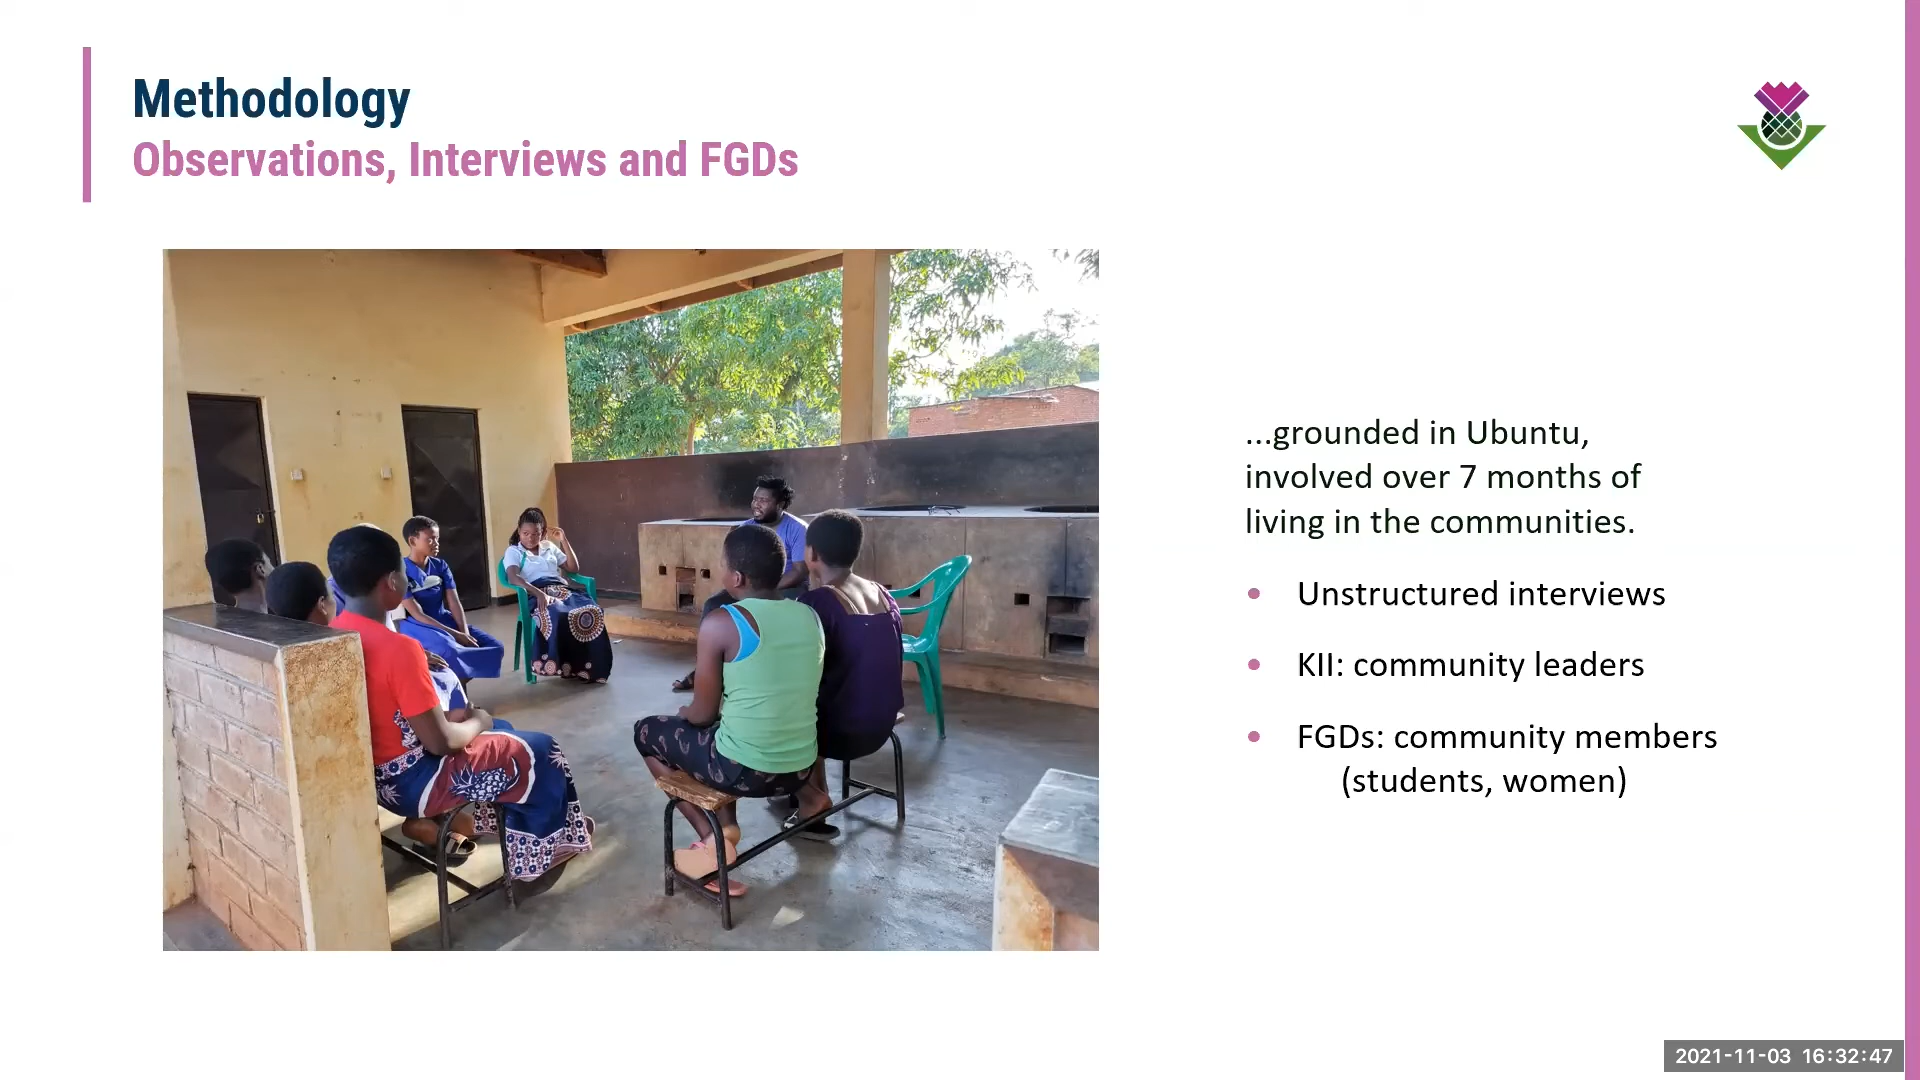 Methodology
Observations, Interviews and FGDs
...grounded in Ubuntu,
involved over 7 months of
living in the communities.
• Unstructured interviews
• KII: community leaders
• FGDs: community members
(students, women)
2021-11-03 16:32:47